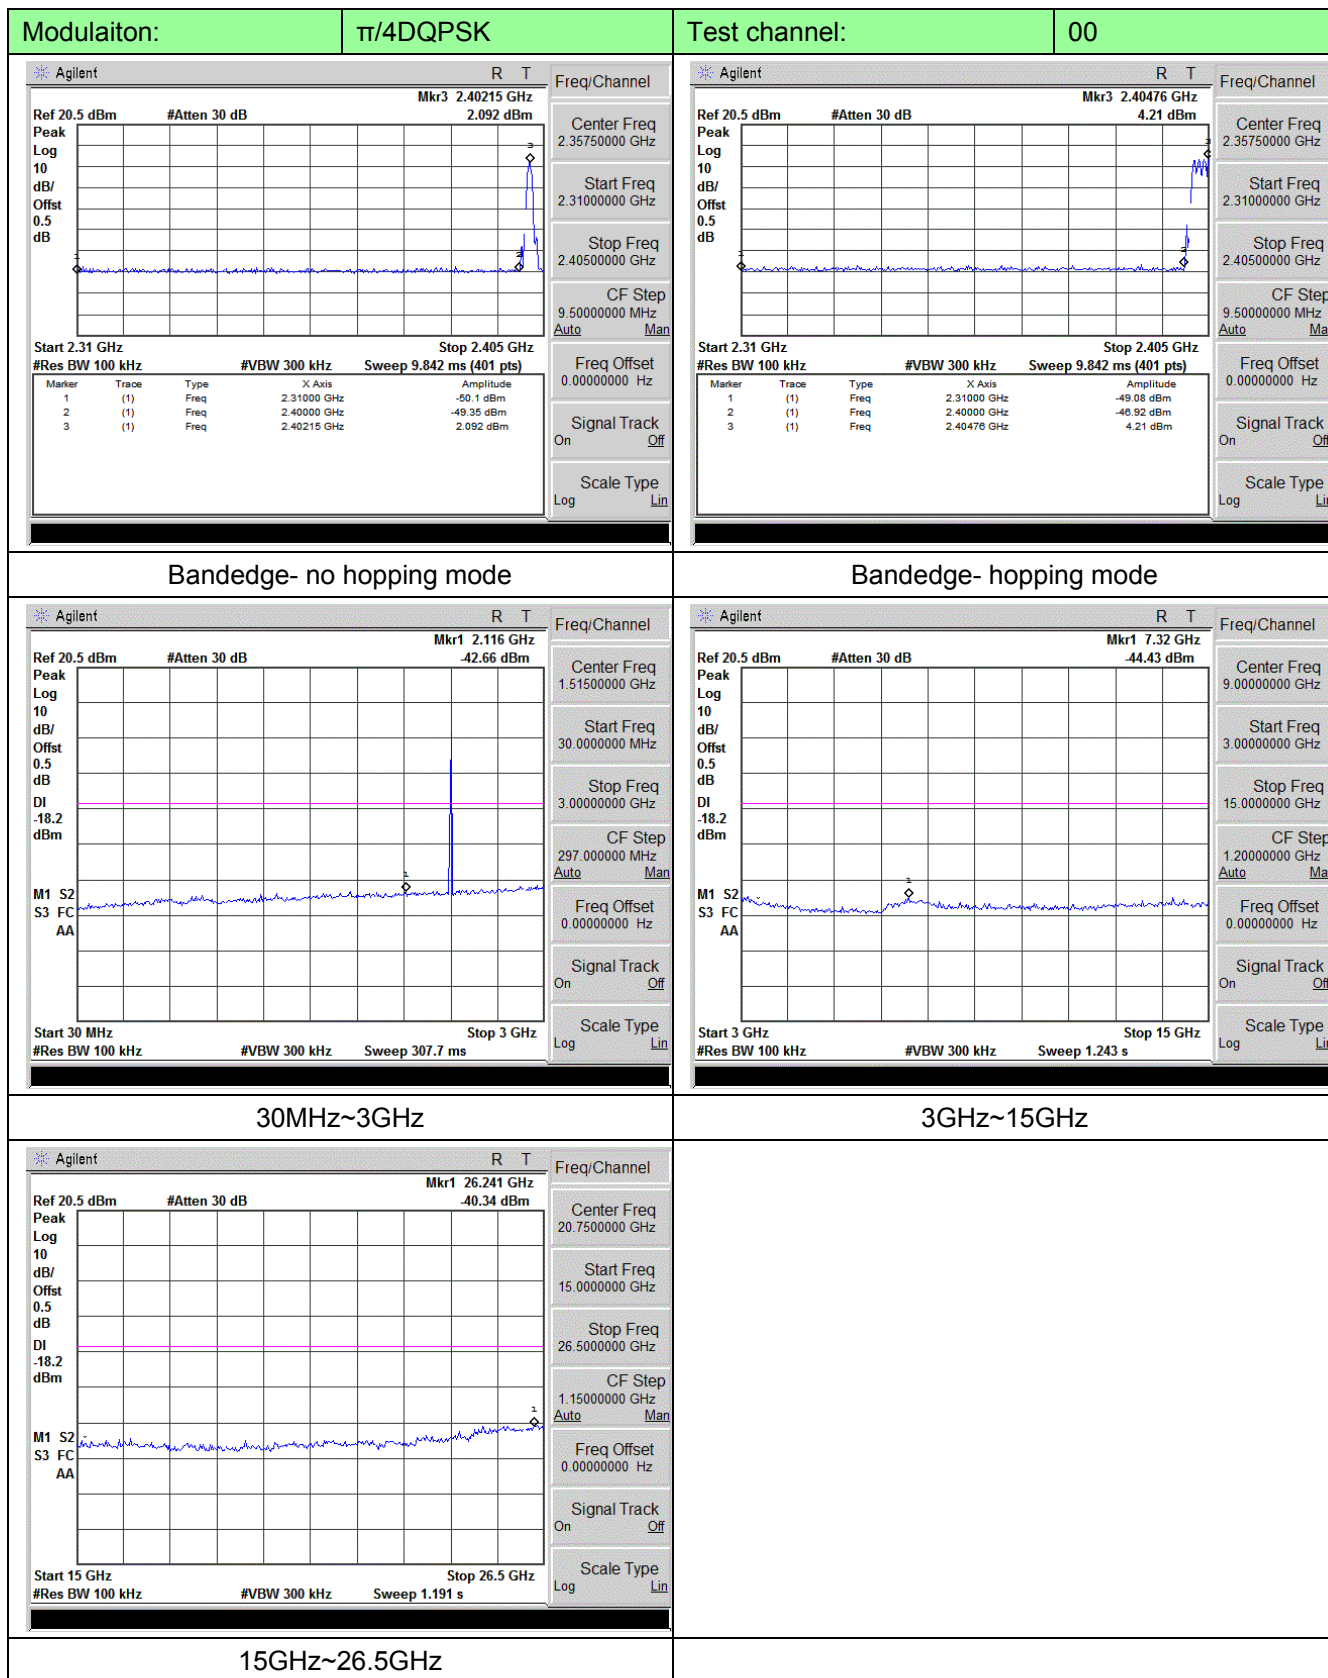 Modulaiton: π/4DQPSK Test channel: 00
Agilent R T
Mkr3 2.40215 GHz
Ref 20.5 dBm #Atten 30 dB 2.092 dBm
Peak
Log
10
dB/
Offst
0.5
dB
3
1
2
Start 2.31 GHz Stop 2.405 GHz
#Res BW 100 kHz #VBW 300 kHz Sweep 9.842 ms (401 pts)
Marker Trace Type X Axis Amplitude
1 (1) Freq 2.31000 GHz -50.1 dBm
2 (1) Freq 2.40000 GHz -49.35 dBm
3 (1) Freq 2.40215 GHz 2.092 dBm
Freq/Channel
Center Freq
2.35750000 GHz
Start Freq
2.31000000 GHz
Stop Freq
2.40500000 GHz
CF Step
9.50000000 MHz
Auto Man
Freq Offset
0.00000000 Hz
Signal Track
On Off
Scale Type
Log Lin
Agilent R T
Mkr3 2.40476 GHz
Ref 20.5 dBm #Atten 30 dB 4.21 dBm
Peak
Log
10
dB/
Offst
0.5
dB
3
1
2
Start 2.31 GHz Stop 2.405 GHz
#Res BW 100 kHz #VBW 300 kHz Sweep 9.842 ms (401 pts)
Marker Trace Type X Axis Amplitude
1 (1) Freq 2.31000 GHz -49.08 dBm
2 (1) Freq 2.40000 GHz -46.92 dBm
3 (1) Freq 2.40476 GHz 4.21 dBm
Freq/Channel
Center Freq
2.35750000 GHz
Start Freq
2.31000000 GHz
Stop Freq
2.40500000 GHz
CF Step
9.50000000 MHz
Auto Ma
Freq Offset
0.00000000 Hz
Signal Track
On Off
Scale Type
Log Li
Bandedge- no hopping mode Bandedge- hopping mode
Agilent R T
Mkr1 2.116 GHz
Ref 20.5 dBm #Atten 30 dB -42.66 dBm
Peak
Log
10
dB/
Offst
0.5
dB
DI
-18.2
dBm
1
M1 S2
S3 FC
AA
Start 30 MHz Stop 3 GHz
#Res BW 100 kHz #VBW 300 kHz Sweep 307.7 ms
Freq/Channel
Center Freq
1.51500000 GHz
Start Freq
30.0000000 MHz
Stop Freq
3.00000000 GHz
CF Step
297.000000 MHz
Auto Man
Freq Offset
0.00000000 Hz
Signal Track
On Off
Scale Type
Log Lin
Agilent R T
Mkr1 7.32 GHz
Ref 20.5 dBm #Atten 30 dB -44.43 dBm
Peak
Log
10
dB/
Offst
0.5
dB
DI
-18.2
dBm
1
M1 S2
S3 FC
AA
Start 3 GHz Stop 15 GHz
#Res BW 100 kHz #VBW 300 kHz Sweep 1.243 s
Freq/Channel
Center Freq
9.00000000 GHz
Start Freq
3.00000000 GHz
Stop Freq
15.0000000 GHz
CF Step
1.20000000 GHz
Auto Ma
Freq Offset
0.00000000 Hz
Signal Track
On Off
Scale Type
Log Li
30MHz~3GHz 3GHz~15GHz
Agilent R T
Mkr1 26.241 GHz
Ref 20.5 dBm #Atten 30 dB -40.34 dBm
Peak
Log
10
dB/
Offst
0.5
dB
DI
-18.2
dBm
1
M1 S2
S3 FC
AA
Start 15 GHz Stop 26.5 GHz
#Res BW 100 kHz #VBW 300 kHz Sweep 1.191 s
Freq/Channel
Center Freq
20.7500000 GHz
Start Freq
15.0000000 GHz
Stop Freq
26.5000000 GHz
CF Step
1.15000000 GHz
Auto Man
Freq Offset
0.00000000 Hz
Signal Track
On Off
Scale Type
Log Lin
15GHz~26.5GHz